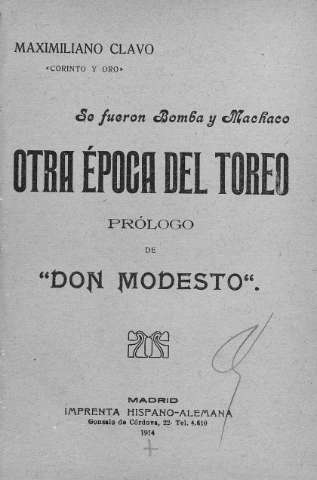 MAXIMILIANO CLAVO
«CORINTO Y ORO»
Se fueron Bomba y Machaco
OTRA ÉPOCA DEL TOREO
PRÓLOGO
DE
“DON MODESTO“.
MADRID
IMPRENTA HISPANO-ALEMANA
Gonzalo de Córdova, 22- Tel. 4.610
1914